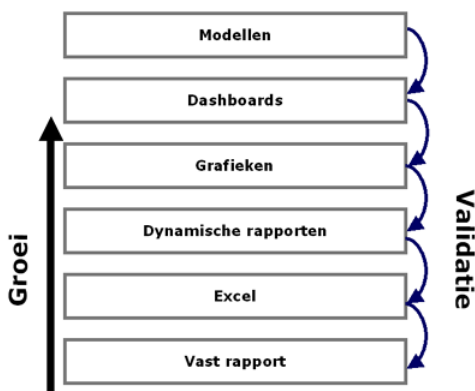 Modellen
Dashboards
Grafieken
Dynamische rapporten
Excel
Vast rapport
Groei
Validatie